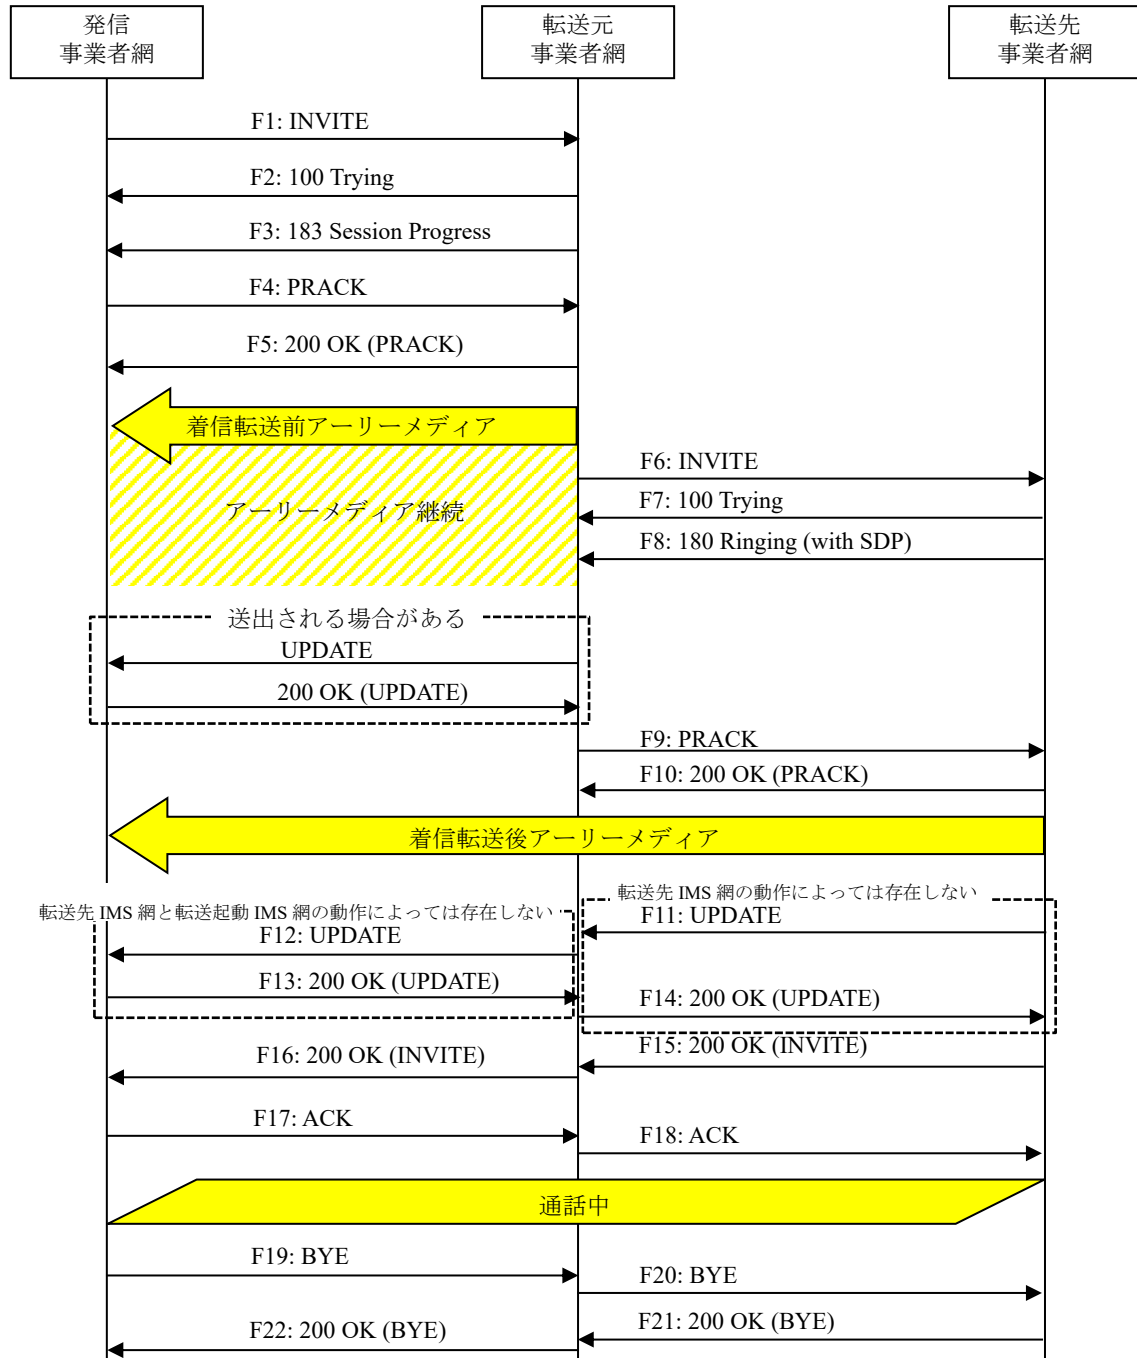 発信
事業者網
転送元
事業者網
転送先
事業者網
F1: INVITE
F2: 100 Trying
F3: 183 Session Progress
F4: PRACK
F5: 200 OK (PRACK)
着信転送前アーリーメディア
F6: INVITE
アーリーメディア継続
F7: 100 Trying
F8: 180 Ringing (with SDP)
送出される場合がある
UPDATE
200 OK (UPDATE)
F9: PRACK
F10: 200 OK (PRACK)
着信転送後アーリーメディア
転送先 IMS 網の動作によっては存在しない
転送先 IMS 網と転送起動 IMS 網の動作によっては存在しない
F11: UPDATE
F12: UPDATE
F13: 200 OK (UPDATE)
F14: 200 OK (UPDATE)
F15: 200 OK (INVITE)
F16: 200 OK (INVITE)
F17: ACK
F18: ACK
通話中
F19: BYE
F20: BYE
F21: 200 OK (BYE)
F22: 200 OK (BYE)